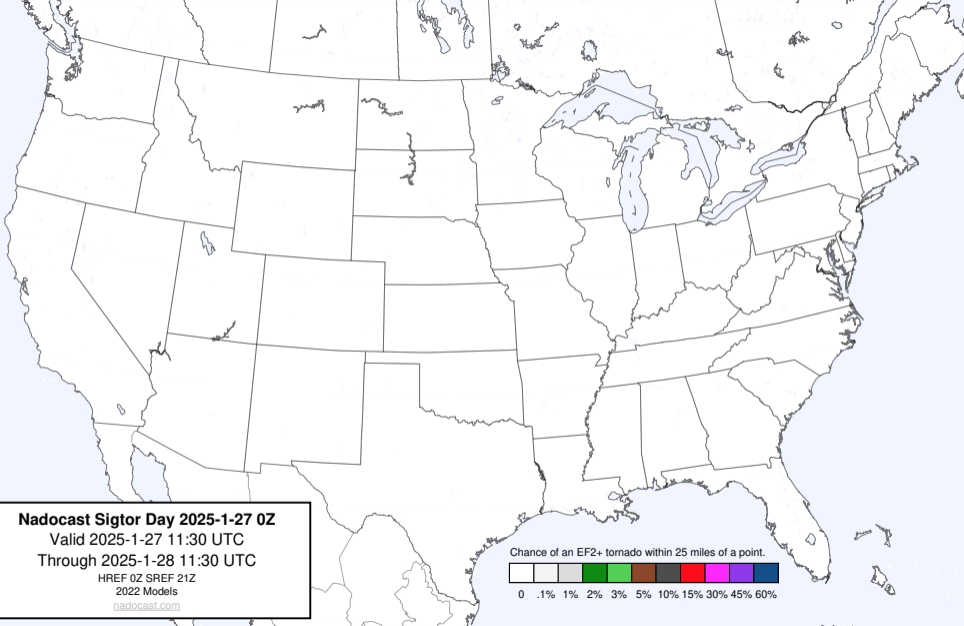 Nadocast Sigtor Day 2025-1-27 0Z
Valid 2025-1-27 11:30 UTC
Through 2025-1-28 11:30 UTC
HREF 0Z SREF 21Z
2022 Models
nadocast.com
Chance of an EF2+ tornado within 25 miles of a point.
0 .1% 1% 2% 3% 5% 10% 15% 30% 45% 60%